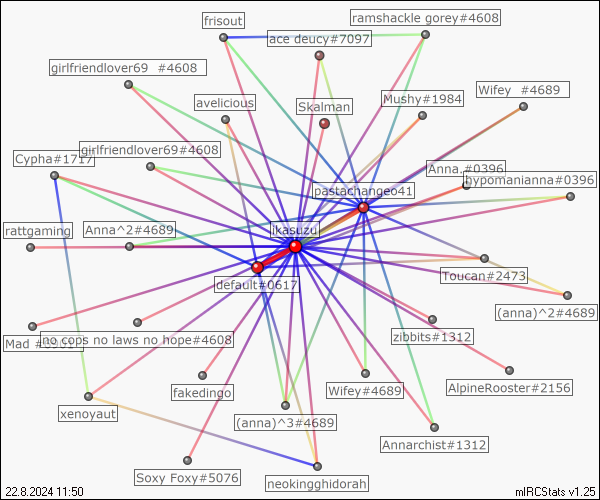 frisout
ramshackle gorey#4608
ace deucy#7097
girlfriendlover69 #4608
avelicious
Skalman
Mushy#1984
Wifey #4689
Cypha#1717
girlfriendlover69#4608
Anna.#0396
hypomanianna#0396
pastachangeo41
rattgaming
Anna^2#4689
ikasuzu
Toucan#2473
default#0617
(anna)^2#4689
Mad
no cops no laws no hope#4608
zibbits#1312
fakedingo
Wifey#4689
AlpineRooster#2156
xenoyaut
(anna)^3#4689
Annarchist#1312
Soxy Foxy#5076
neokingghidorah
22.8.2024 11:50
mIRCStats v1.25